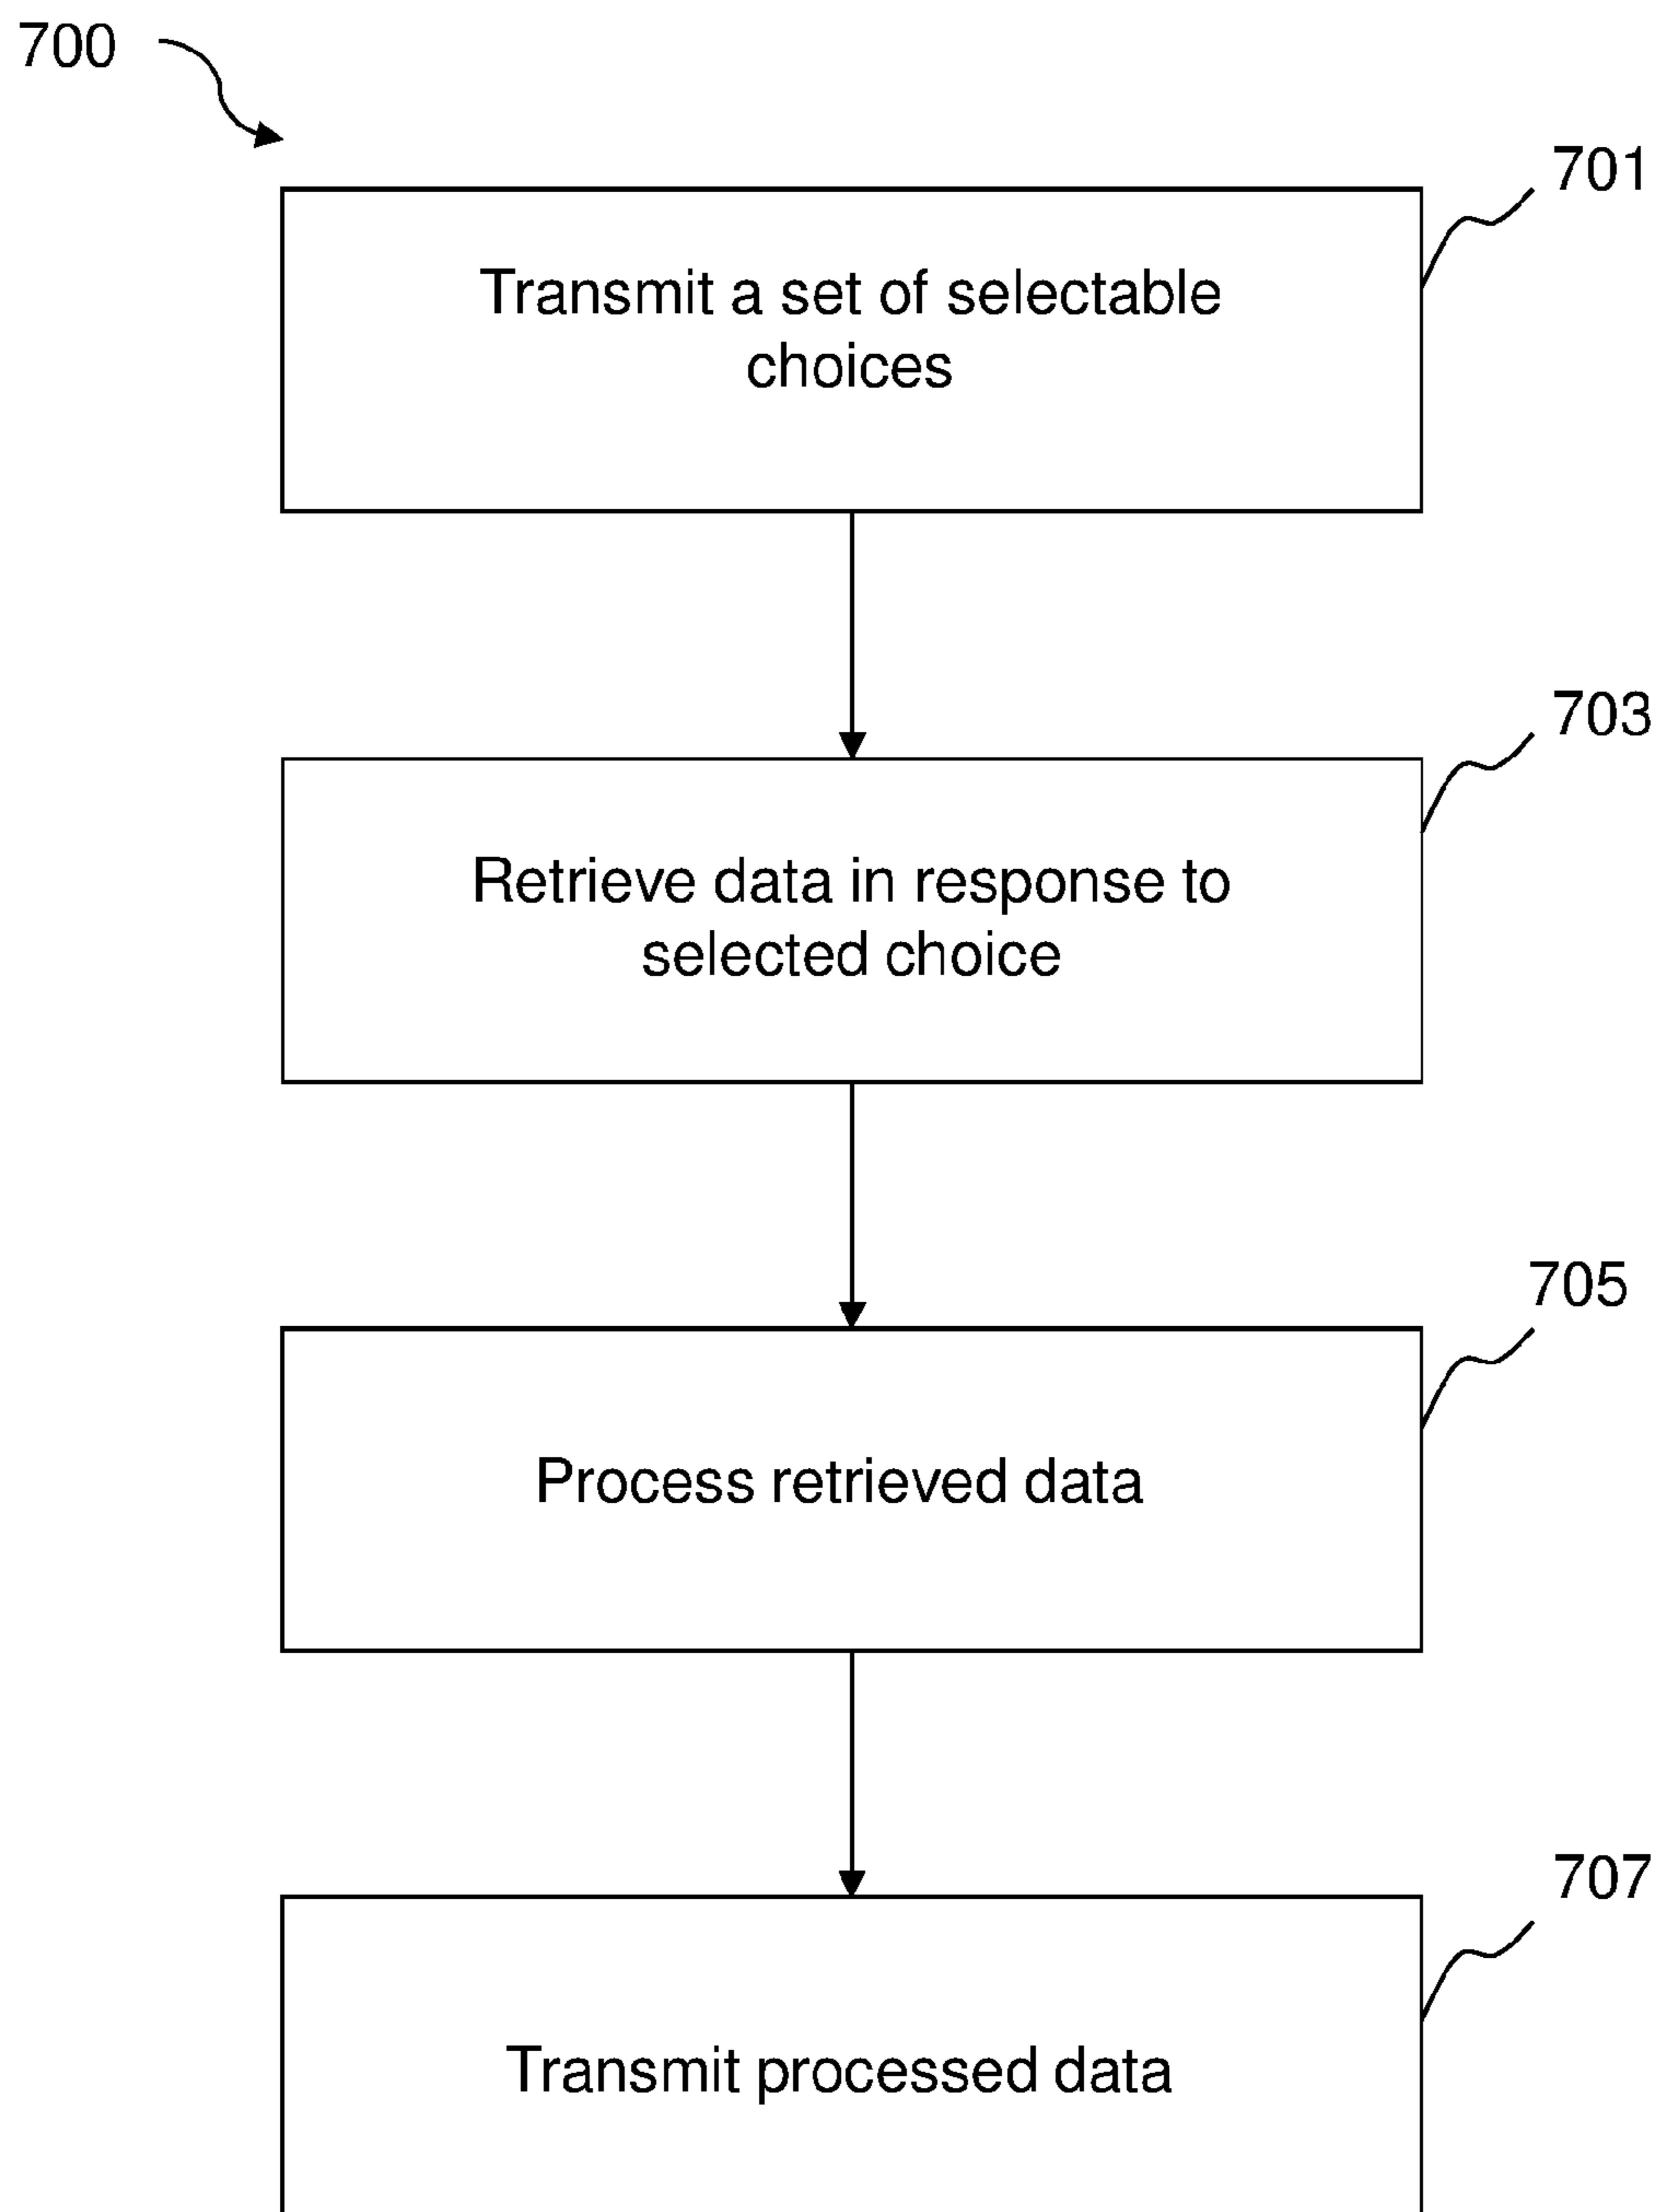 700
701
Transmit a set of selectable
choices
703
Retrieve data in response to
selected choice
705
Process retrieved data
707
Transmit processed data